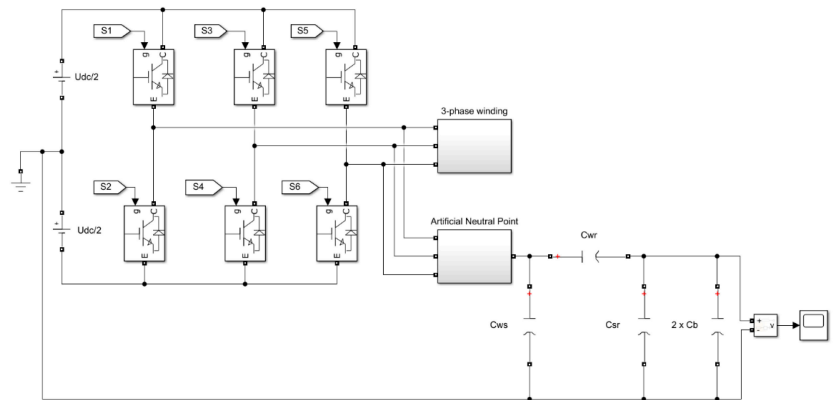 S1
S3
S5
g
C
E
g
C
E
g
C
E
+
Udc/2
3-phase winding
S2
S4
S6
g
C
E
g
C
E
g
C
E
+
Udc/2
Artificial Neutral Point
Cwr
+
+
+
+
Cws
Csr
2 x Cb
+
-
v